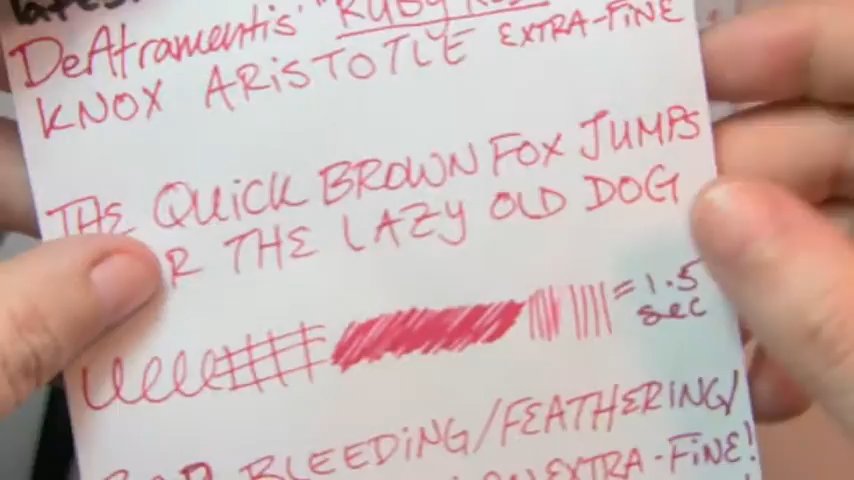 DeAtramentis' "RUBY
KNOX ARISTOTLE EXTRA-FINE
THE QUICK BROWN FOX JUMPS
R THE LAZY OLD DOG
= 1.5
sec
BLEEDING/FEATHERING/
EXTRA-FINE!